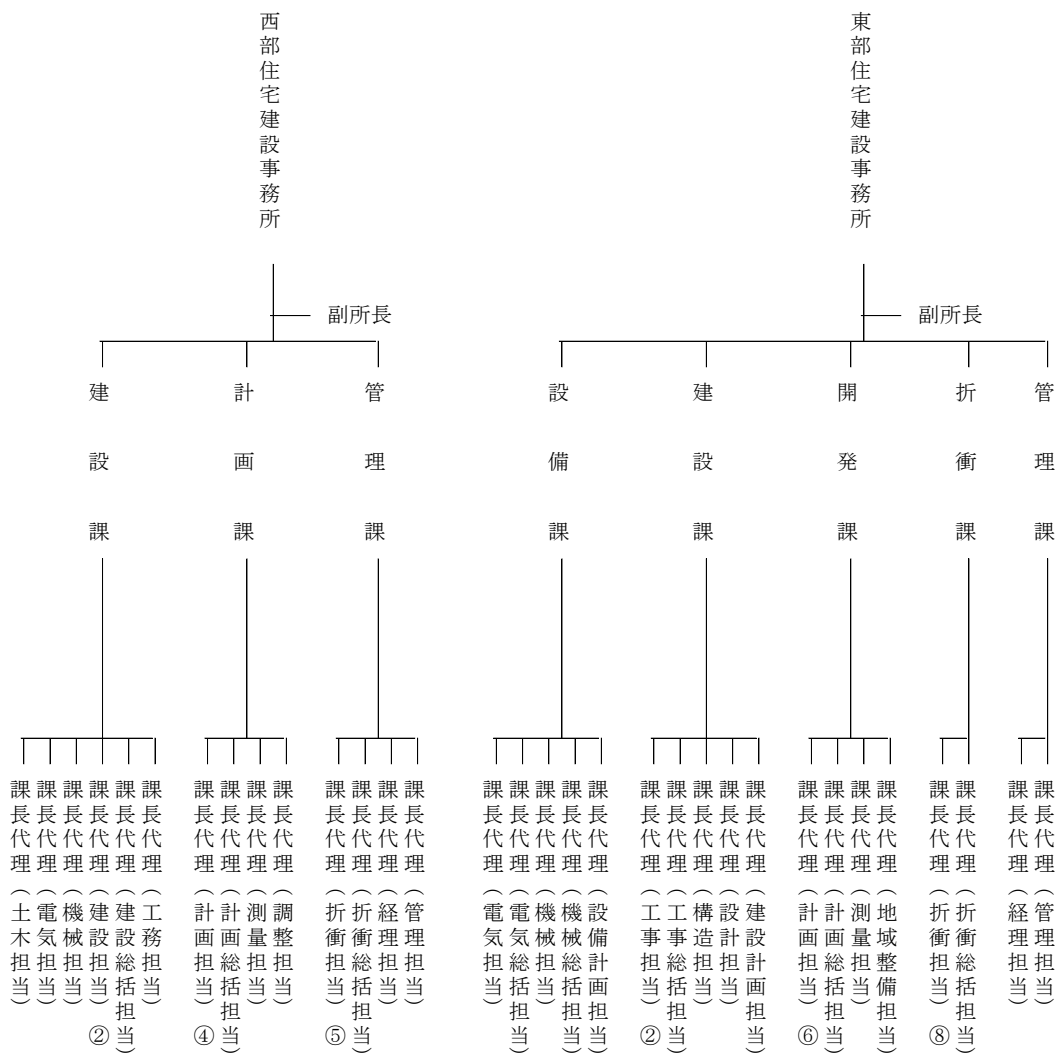 東部住宅建設事務所
副所長
管理課
課長代理（管理担当）
課長代理（経理担当）
折衝課
課長代理（折衝総括担当）
課長代理（折衝担当）⑧
開発課
課長代理（地域整備担当）
課長代理（測量担当）
課長代理（計画総括担当）
課長代理（計画担当）⑥
建設課
課長代理（建設計画担当）
課長代理（設計担当）
課長代理（構造担当）
課長代理（工事総括担当）
課長代理（工事担当）②
設備課
課長代理（設備計画担当）
課長代理（機械総括担当）
課長代理（機械担当）
課長代理（電気総括担当）
課長代理（電気担当）
西部住宅建設事務所
副所長
管理課
課長代理（管理担当）
課長代理（経理担当）
課長代理（折衝総括担当）
課長代理（折衝担当）⑤
計画課
課長代理（調整担当）
課長代理（測量担当）
課長代理（計画総括担当）
課長代理（計画担当）④
建設課
課長代理（工務担当）
課長代理（建設総括担当）
課長代理（建設担当）②
課長代理（機械担当）
課長代理（電気担当）
課長代理（土木担当）